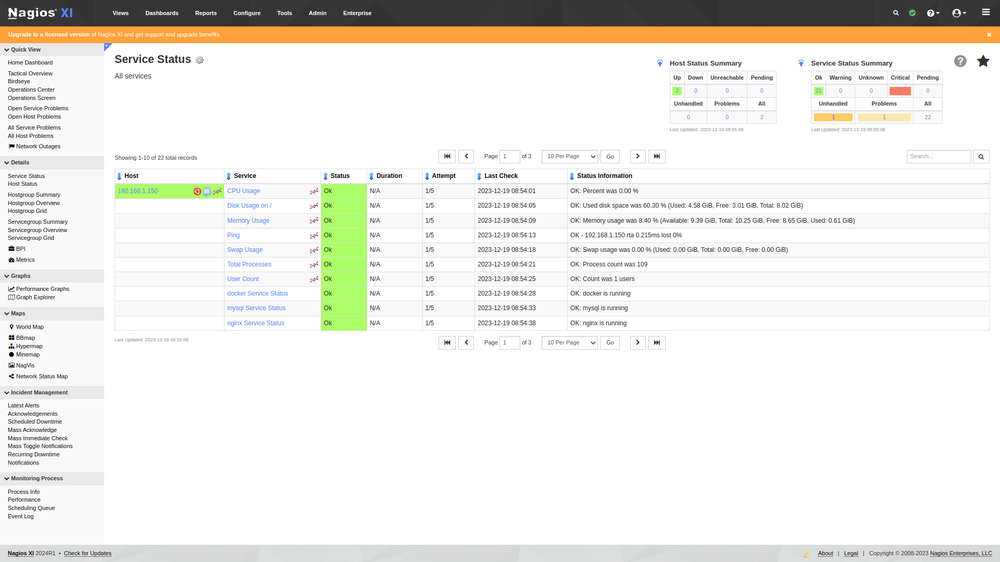 Nagios® XI Views Dashboards Reports Configure Tools Admin Enterprise
Upgrade to a licensed version of Nagios XI and get support and upgrade benefits.
Quick View
Home Dashboard
Tactical Overview
Birdseye
Operations Center
Operations Screen
Open Service Problems
Open Host Problems
All Service Problems
All Host Problems
Network Outages
Details
Service Status
Host Status
Hostgroup Summary
Hostgroup Overview
Hostgroup Grid
Servicegroup Summary
Servicegroup Overview
Servicegroup Grid
BPI
Metrics
Graphs
Performance Graphs
Graph Explorer
Maps
World Map
BBmap
Hypermap
Minemap
NagVis
Network Status Map
Incident Management
Latest Alerts
Acknowledgements
Scheduled Downtime
Mass Acknowledge
Mass Immediate Check
Mass Toggle Notifications
Recurring Downtime
Notifications
Monitoring Process
Process Info
Performance
Scheduling Queue
Event Log
Service Status
All services
Host Status Summary
Up Down Unreachable Pending
2 0 0 0
Unhandled Problems All
0 0 2
Last Updated: 2023-12-19 08:55:06
Service Status Summary
Ok Warning Unknown Critical Pending
21 0 0 1 0
Unhandled Problems All
1 1 22
Last Updated: 2023-12-19 08:55:06
Showing 1-10 of 22 total records
Page 1 of 3 10 Per Page Go
Search...
Host Service Status Duration Attempt Last Check Status Information
192.168.1.150 CPU Usage Ok N/A 1/5 2023-12-19 08:54:01 OK: Percent was 0.00 %
Disk Usage on / Ok N/A 1/5 2023-12-19 08:54:05 OK: Used disk space was 60.30 % (Used: 4.58 GiB, Free: 3.01 GiB, Total: 8.02 GiB)
Memory Usage Ok N/A 1/5 2023-12-19 08:54:09 OK: Memory usage was 8.40 % (Available: 9.39 GiB, Total: 10.25 GiB, Free: 8.65 GiB, Used: 0.61 GiB)
Ping Ok N/A 1/5 2023-12-19 08:54:13 OK - 192.168.1.150 rta 0.215ms lost 0%
Swap Usage Ok N/A 1/5 2023-12-19 08:54:18 OK: Swap usage was 0.00 % (Used: 0.00 GiB, Total: 0.00 GiB, Free: 0.00 GiB)
Total Processes Ok N/A 1/5 2023-12-19 08:54:21 OK: Process count was 109
User Count Ok N/A 1/5 2023-12-19 08:54:25 OK: Count was 1 users
docker Service Status Ok N/A 1/5 2023-12-19 08:54:28 OK: docker is running
mysql Service Status Ok N/A 1/5 2023-12-19 08:54:33 OK: mysql is running
nginx Service Status Ok N/A 1/5 2023-12-19 08:54:38 OK: nginx is running
Last Updated: 2023-12-19 08:55:06
Page 1 of 3 10 Per Page Go
Nagios XI 2024R1 • Check for Updates
About | Legal | Copyright © 2008-2023 Nagios Enterprises, LLC